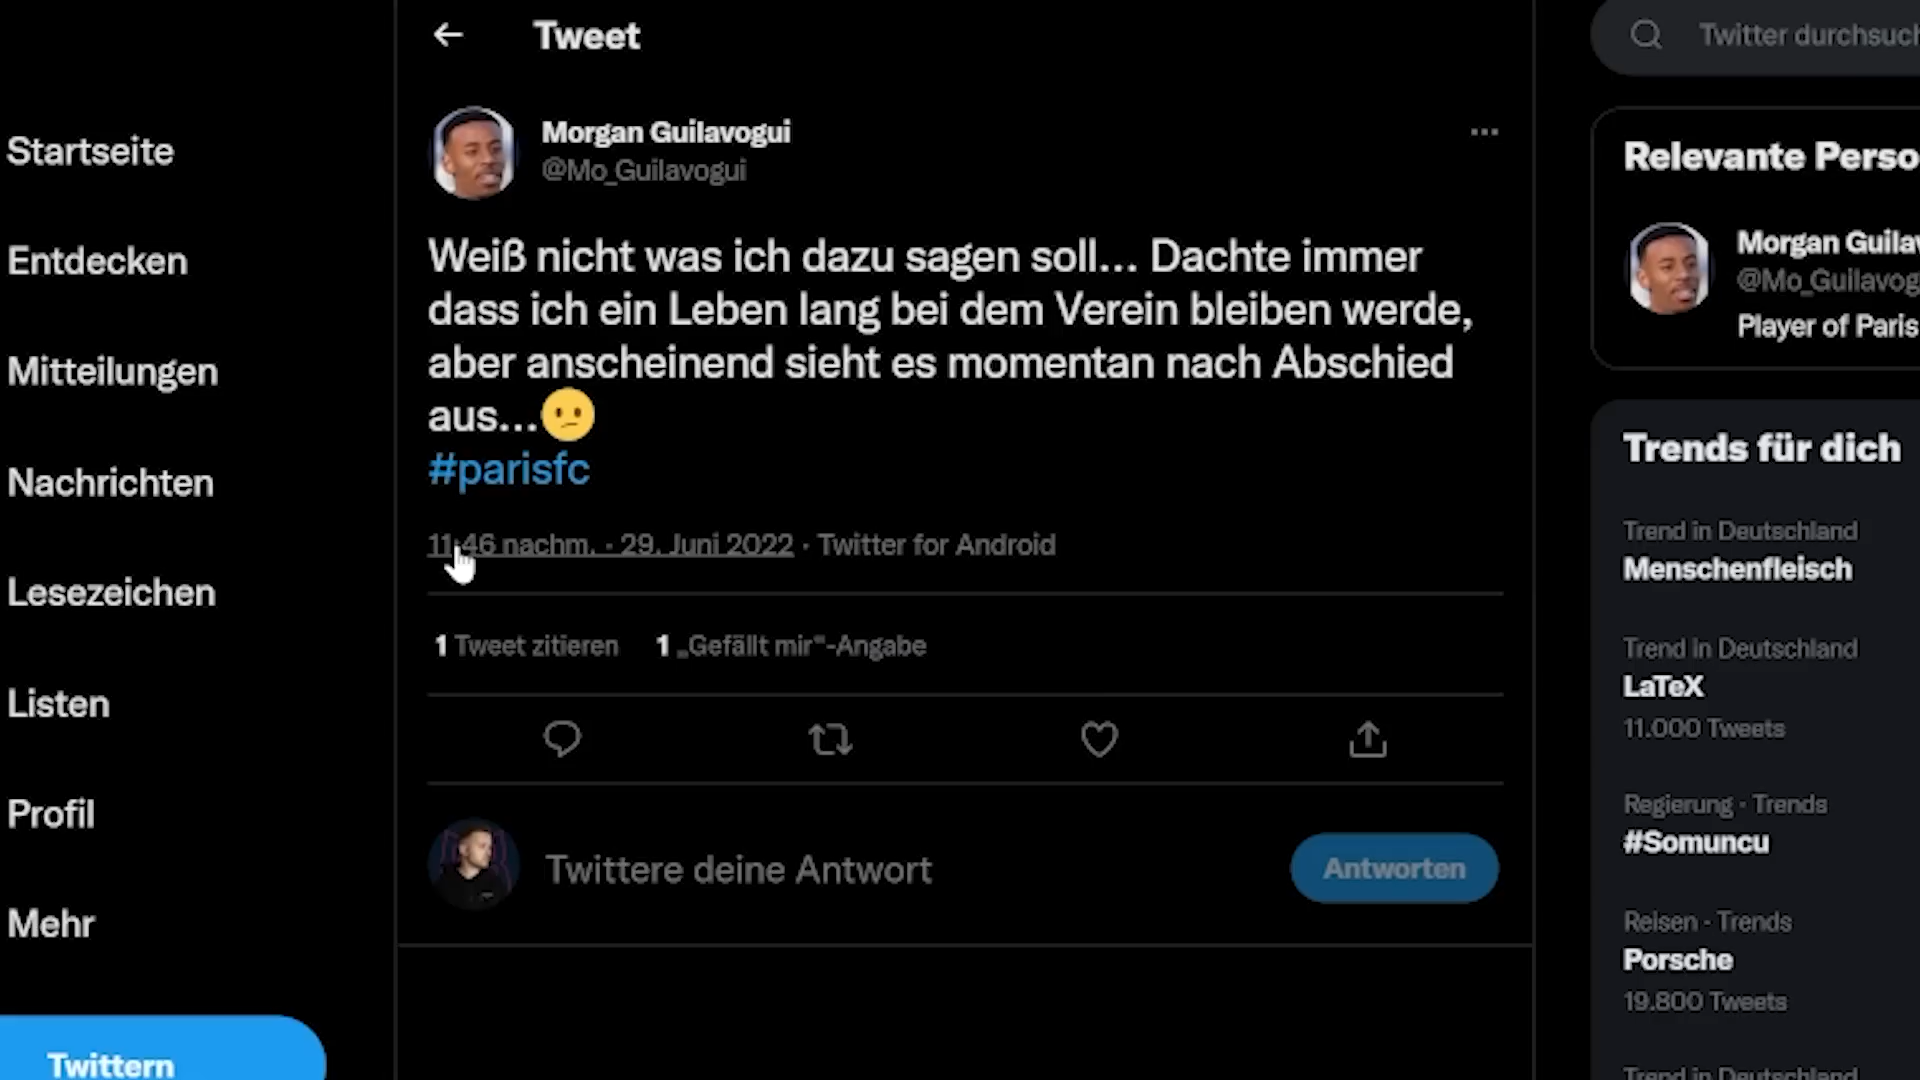 Tweet
Twitter durchsuch
Startseite
Entdecken
Mitteilungen
Nachrichten
Lesezeichen
Listen
Profil
Mehr
Twittern
Morgan Guilavogui
@Mo_Guilavogui
Weiß nicht was ich dazu sagen soll... Dachte immer
dass ich ein Leben lang bei dem Verein bleiben werde,
aber anscheinend sieht es momentan nach Abschied
aus...🫤
#parisfc
11:46 nachm. · 29. Juni 2022 · Twitter for Android
1 Tweet zitieren 1 „Gefällt mir"-Angabe
Twittere deine Antwort
Antworten
Relevante Perso
Morgan Guilav
@Mo_Guilavog
Player of Paris
Trends für dich
Trend in Deutschland
Menschenfleisch
Trend in Deutschland
LaTeX
11.000 Tweets
Regierung · Trends
#Somuncu
Reisen · Trends
Porsche
19.800 Tweets
Trend in Deutschland